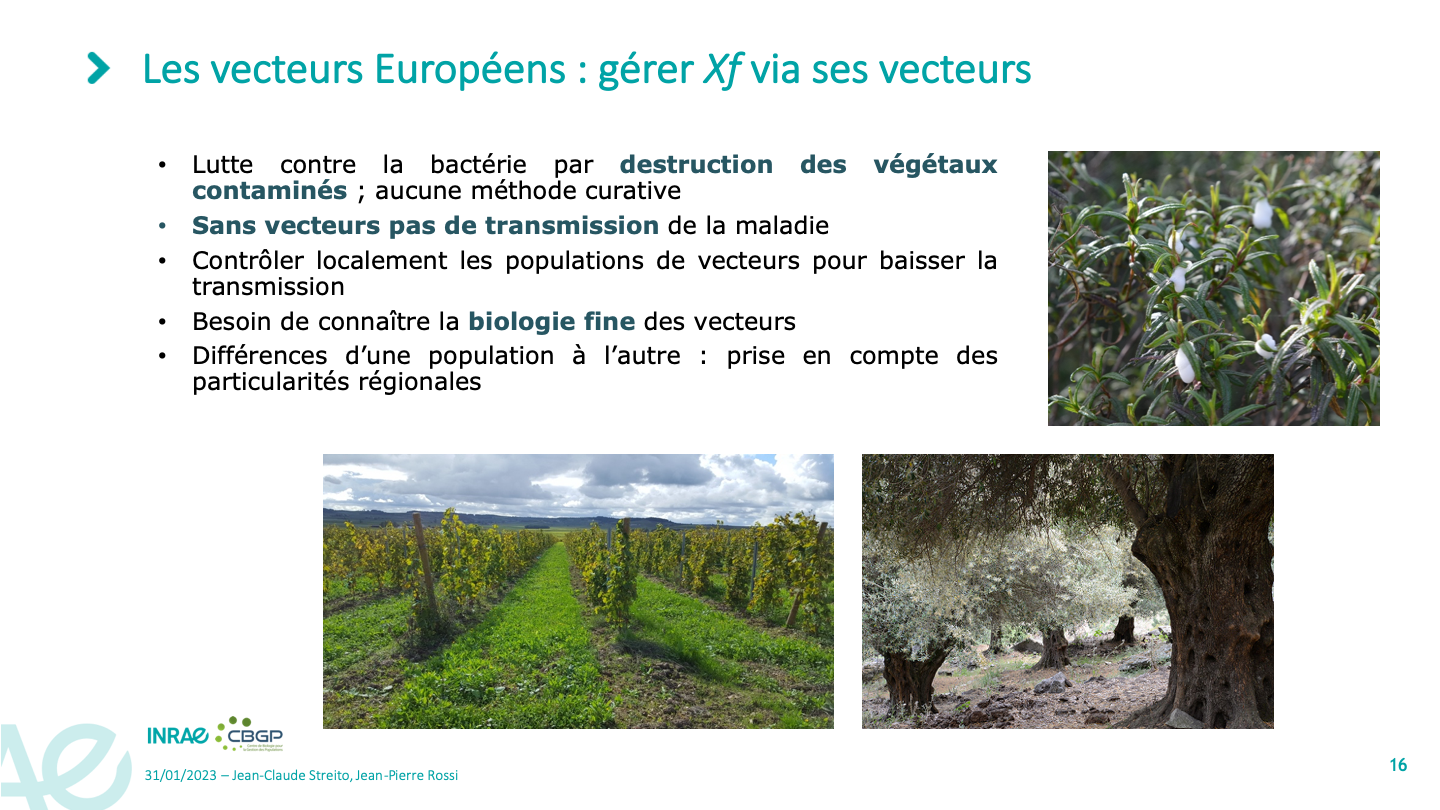 Les vecteurs Européens : gérer Xf via ses vecteurs
• Lutte contre la bactérie par destruction des végétaux
contaminés ; aucune méthode curative
• Sans vecteurs pas de transmission de la maladie
• Contrôler localement les populations de vecteurs pour baisser la
transmission
• Besoin de connaître la biologie fine des vecteurs
• Différences d’une population à l’autre : prise en compte des
particularités régionales
INRAE CBGP
Centre de Biologie pour
la Gestion des Populations
31/01/2023 – Jean-Claude Streito, Jean-Pierre Rossi
16